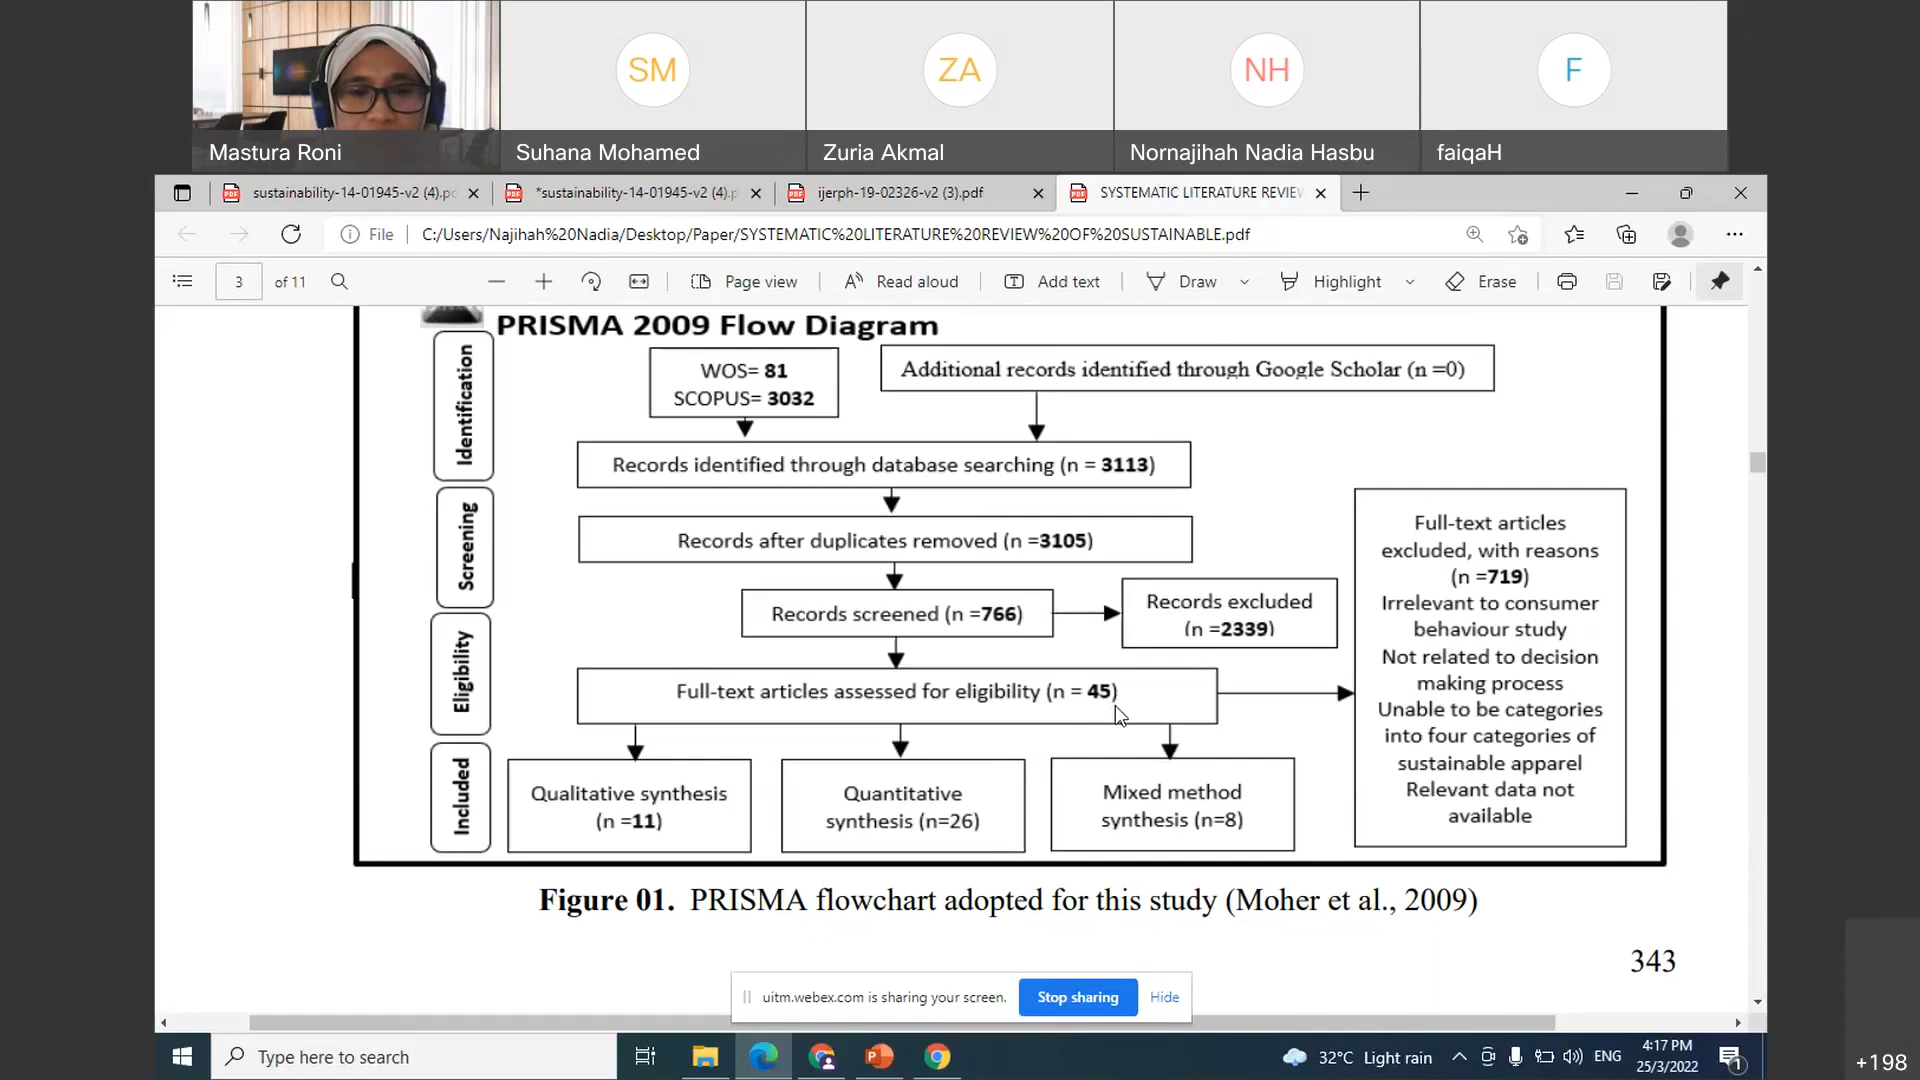 SM
ZA
NH
F
Mastura Roni
Suhana Mohamed
Zuria Akmal
Nornajihah Nadia Hasbu
faiqaH
sustainability-14-01945-v2 (4).pd
*sustainability-14-01945-v2 (4).p
ijerph-19-02326-v2 (3).pdf
SYSTEMATIC LITERATURE REVIEW
File
C:/Users/Najihah%20Nadia/Desktop/Paper/SYSTEMATIC%20LITERATURE%20REVIEW%20OF%20SUSTAINABLE.pdf
3 of 11
Page view
Read aloud
Add text
Draw
Highlight
Erase
PRISMA 2009 Flow Diagram
Identification
WOS= 81
SCOPUS= 3032
Additional records identified through Google Scholar (n =0)
Records identified through database searching (n = 3113)
Screening
Records after duplicates removed (n =3105)
Records screened (n =766)
Records excluded
(n =2339)
Full-text articles
excluded, with reasons
(n =719)
Irrelevant to consumer
behaviour study
Not related to decision
making process
Unable to be categories
into four categories of
sustainable apparel
Relevant data not
available
Eligibility
Full-text articles assessed for eligibility (n = 45)
Included
Qualitative synthesis
(n =11)
Quantitative
synthesis (n=26)
Mixed method
synthesis (n=8)
Figure 01. PRISMA flowchart adopted for this study (Moher et al., 2009)
343
uitm.webex.com is sharing your screen.
Stop sharing
Hide
Type here to search
32°C Light rain
ENG
4:17 PM
25/3/2022
1
+198